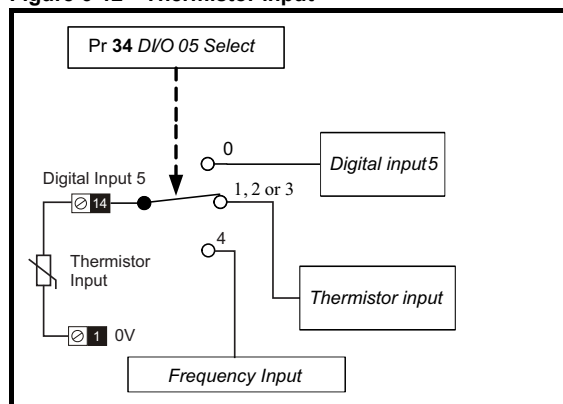 Figure 6-12 Thermistor input
Pr 34 DI/O 05 Select
0
Digital input5
Digital Input 5
14
1, 2 or 3
4
Thermistor
Input
Thermistor input
1 0V
Frequency Input